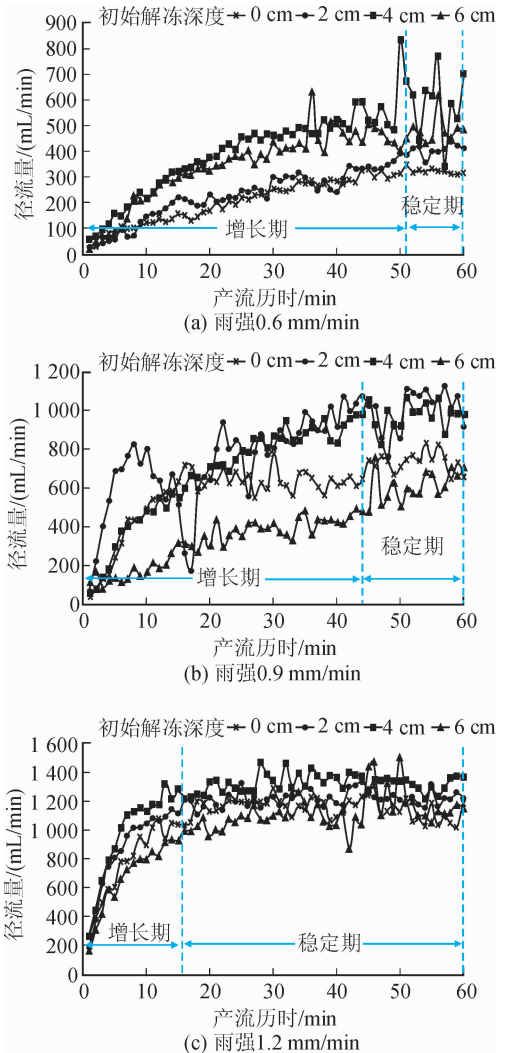 初始解冻深度 0 cm 2 cm 4 cm 6 cm
径流量/(mL/min)
900
800
700
600
500
400
300
200
100
0
增长期
稳定期
0 10 20 30 40 50 60
产流历时/min
(a) 雨强0.6 mm/min
初始解冻深度 0 cm 2 cm 4 cm 6 cm
径流量/(mL/min)
1 200
1 000
800
600
400
200
0
稳定期
增长期
0 10 20 30 40 50 60
产流历时/min
(b) 雨强0.9 mm/min
初始解冻深度 0 cm 2 cm 4 cm 6 cm
径流量/(mL/min)
1 600
1 400
1 200
1 000
800
600
400
200
0
增长期
稳定期
0 10 20 30 40 50 60
产流历时/min
(c) 雨强1.2 mm/min